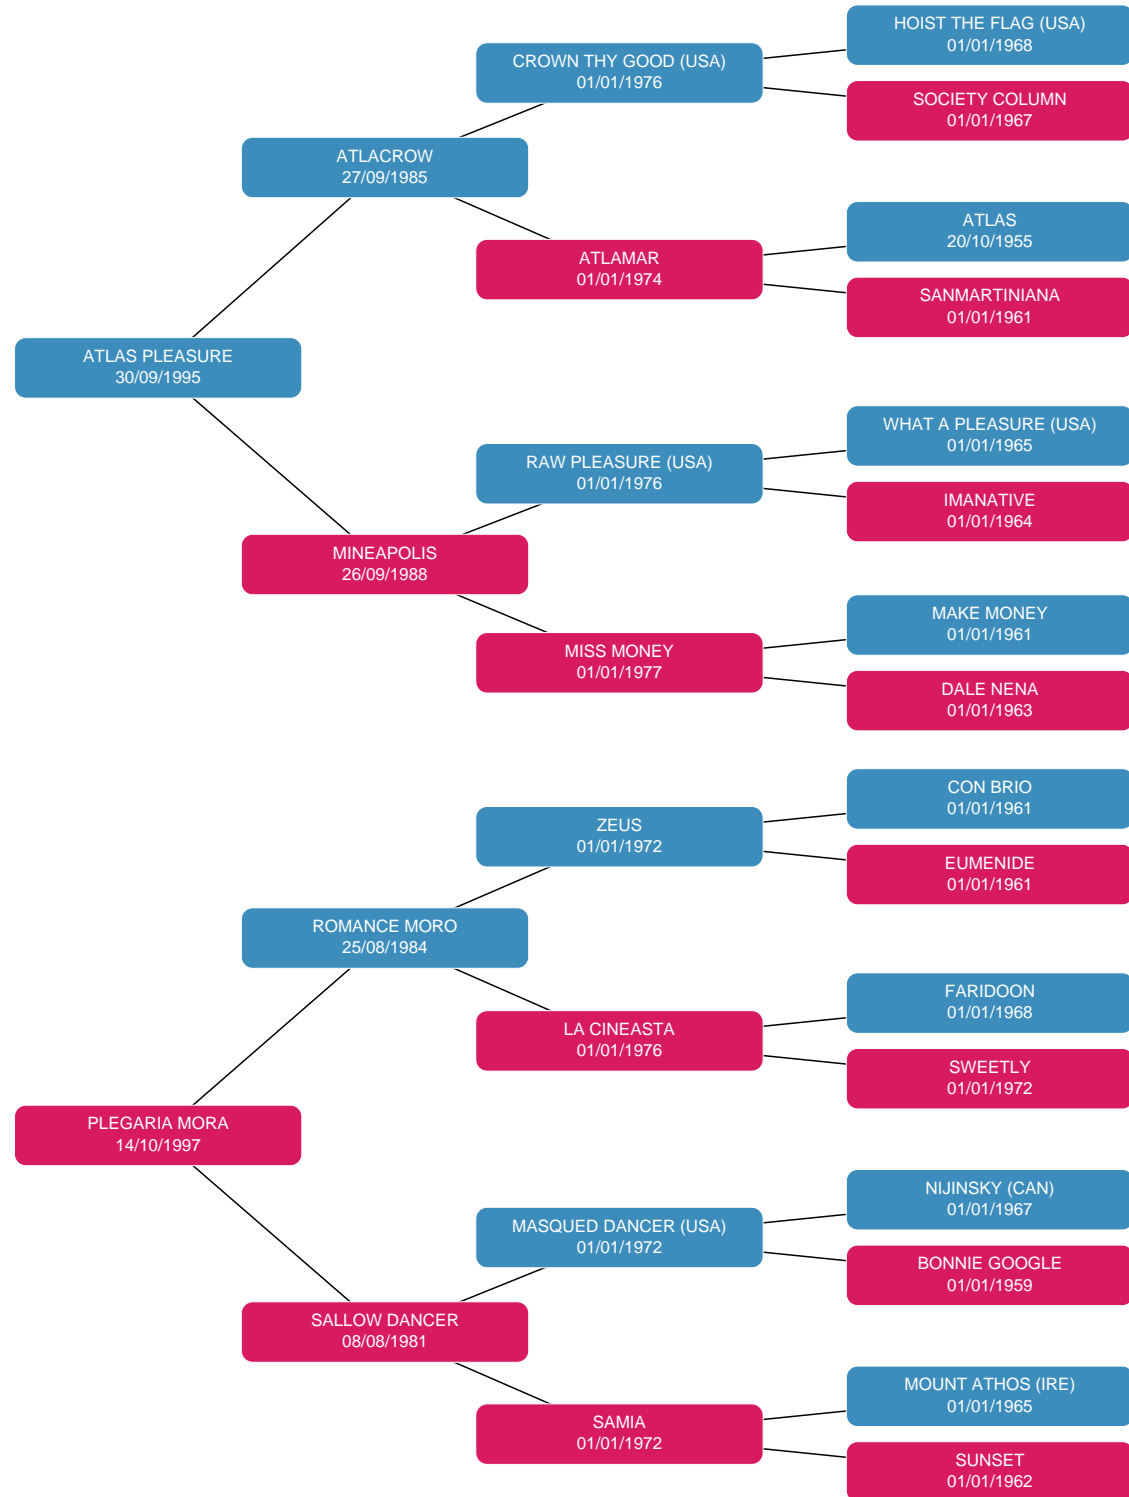 HOIST THE FLAG (USA)
01/01/1968
CROWN THY GOOD (USA)
01/01/1976
SOCIETY COLUMN
01/01/1967
ATLACROW
27/09/1985
ATLAS
20/10/1955
ATLAMAR
01/01/1974
SANMARTINIANA
01/01/1961
ATLAS PLEASURE
30/09/1995
WHAT A PLEASURE (USA)
01/01/1965
RAW PLEASURE (USA)
01/01/1976
IMANATIVE
01/01/1964
MINEAPOLIS
26/09/1988
MAKE MONEY
01/01/1961
MISS MONEY
01/01/1977
DALE NENA
01/01/1963
CON BRIO
01/01/1961
ZEUS
01/01/1972
EUMENIDE
01/01/1961
ROMANCE MORO
25/08/1984
FARIDOON
01/01/1968
LA CINEASTA
01/01/1976
SWEETLY
01/01/1972
PLEGARIA MORA
14/10/1997
NIJINSKY (CAN)
01/01/1967
MASQUED DANCER (USA)
01/01/1972
BONNIE GOOGLE
01/01/1959
SALLOW DANCER
08/08/1981
MOUNT ATHOS (IRE)
01/01/1965
SAMIA
01/01/1972
SUNSET
01/01/1962